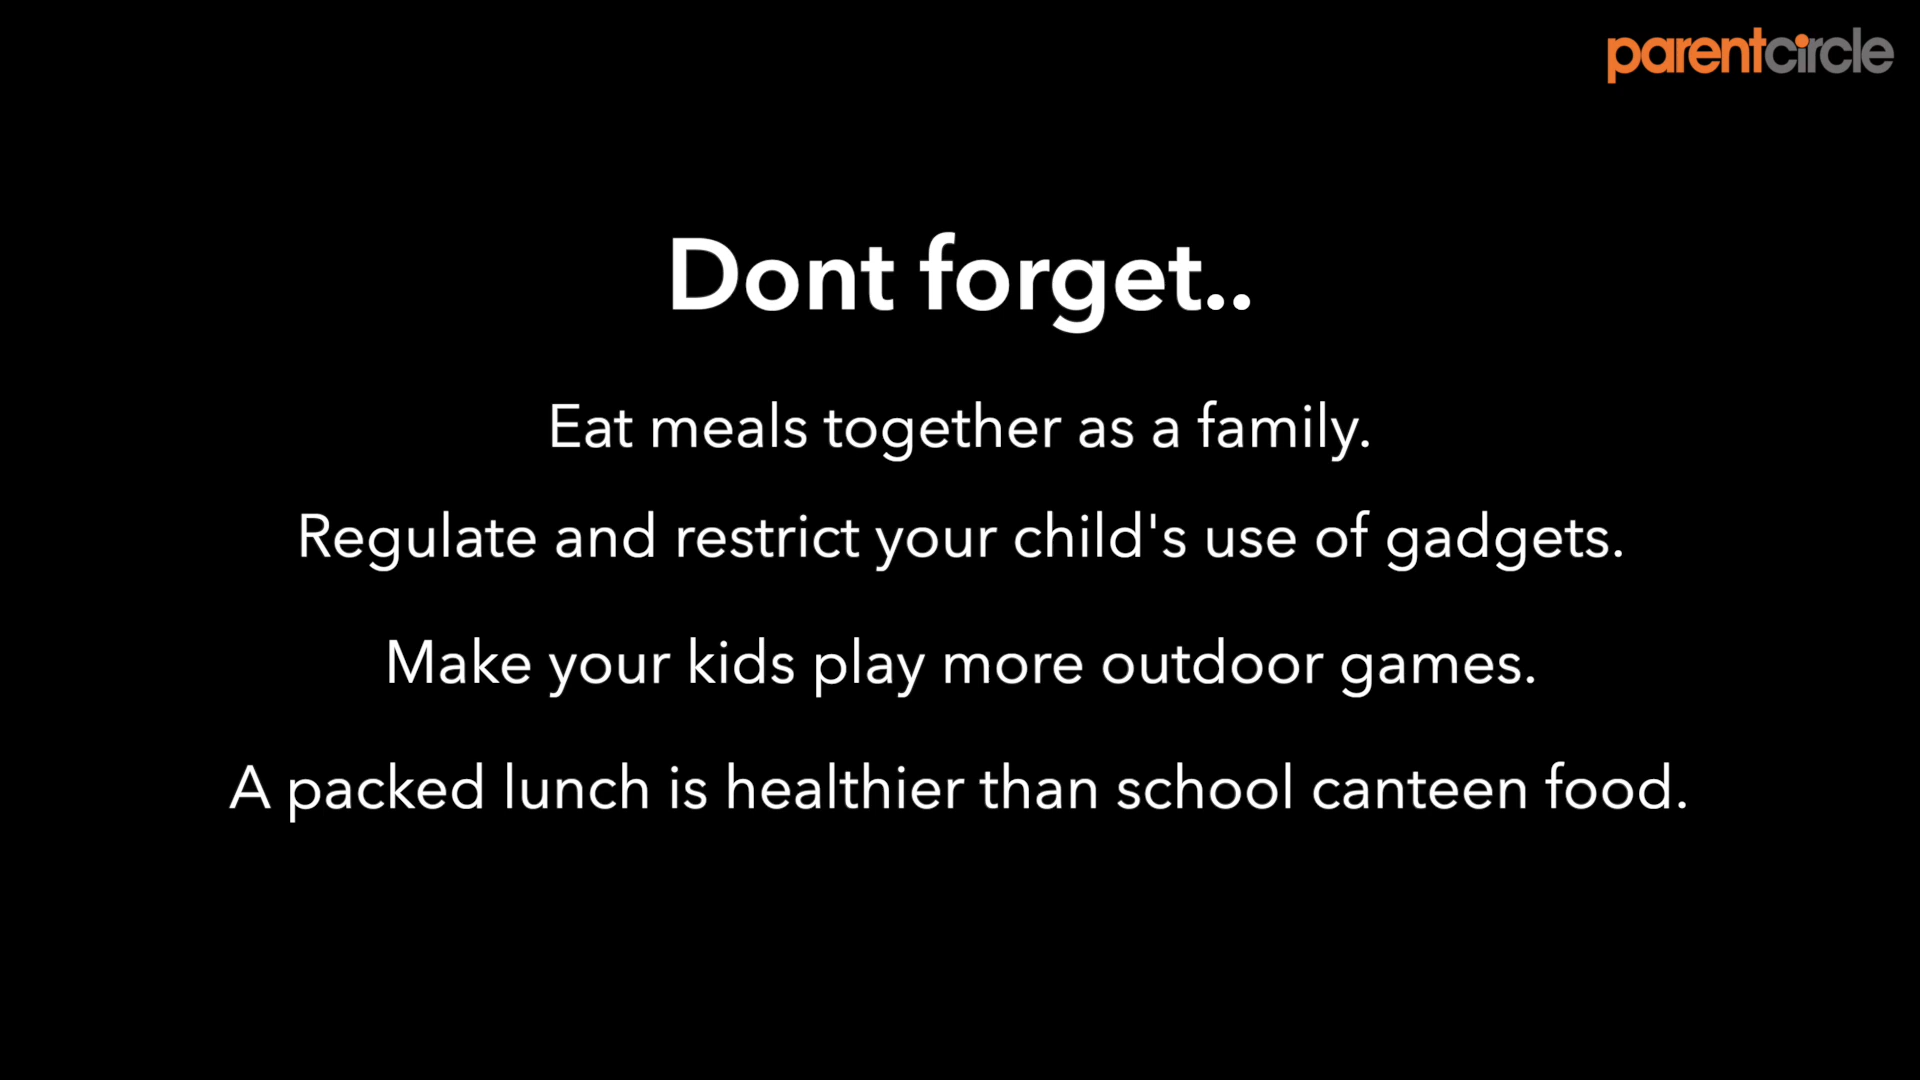 parentcircle
Dont forget..
Eat meals together as a family.
Regulate and restrict your child's use of gadgets.
Make your kids play more outdoor games.
A packed lunch is healthier than school canteen food.